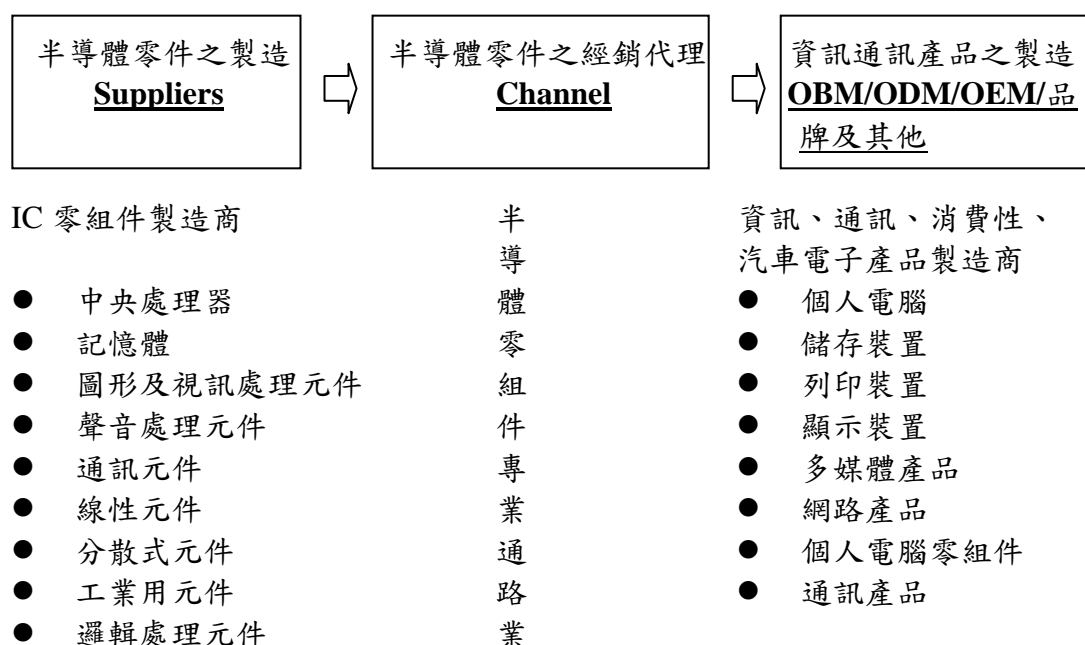 半導體零件之製造
Suppliers
半導體零件之經銷代理
Channel
資訊通訊產品之製造
OBM/ODM/OEM/品
牌及其他
IC 零組件製造商
● 中央處理器
● 記憶體
● 圖形及視訊處理元件
● 聲音處理元件
● 通訊元件
● 線性元件
● 分散式元件
● 工業用元件
● 邏輯處理元件
半導體零組件專業通路業
資訊、通訊、消費性、
汽車電子產品製造商
● 個人電腦
● 儲存裝置
● 列印裝置
● 顯示裝置
● 多媒體產品
● 網路產品
● 個人電腦零組件
● 通訊產品